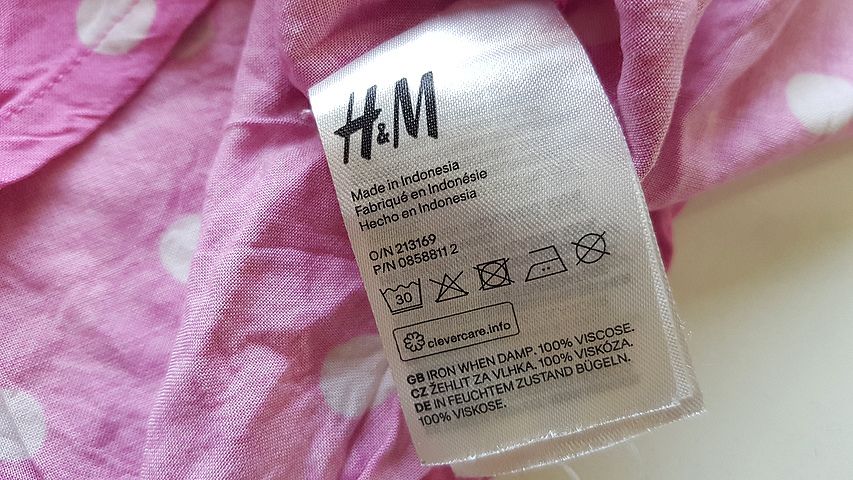 H&M
Made in Indonesia
Fabriqué en Indonésie
Hecho en Indonesia
O/N 213169
P/N 0858811 2
30
clevercare.info
GB IRON WHEN DAMP. 100% VISCOSE.
CZ ŽEHLIT ZA VLHKA. 100% VISKÓZA.
DE IN FEUCHTEM ZUSTAND BÜGELN.
100% VISKOSE.